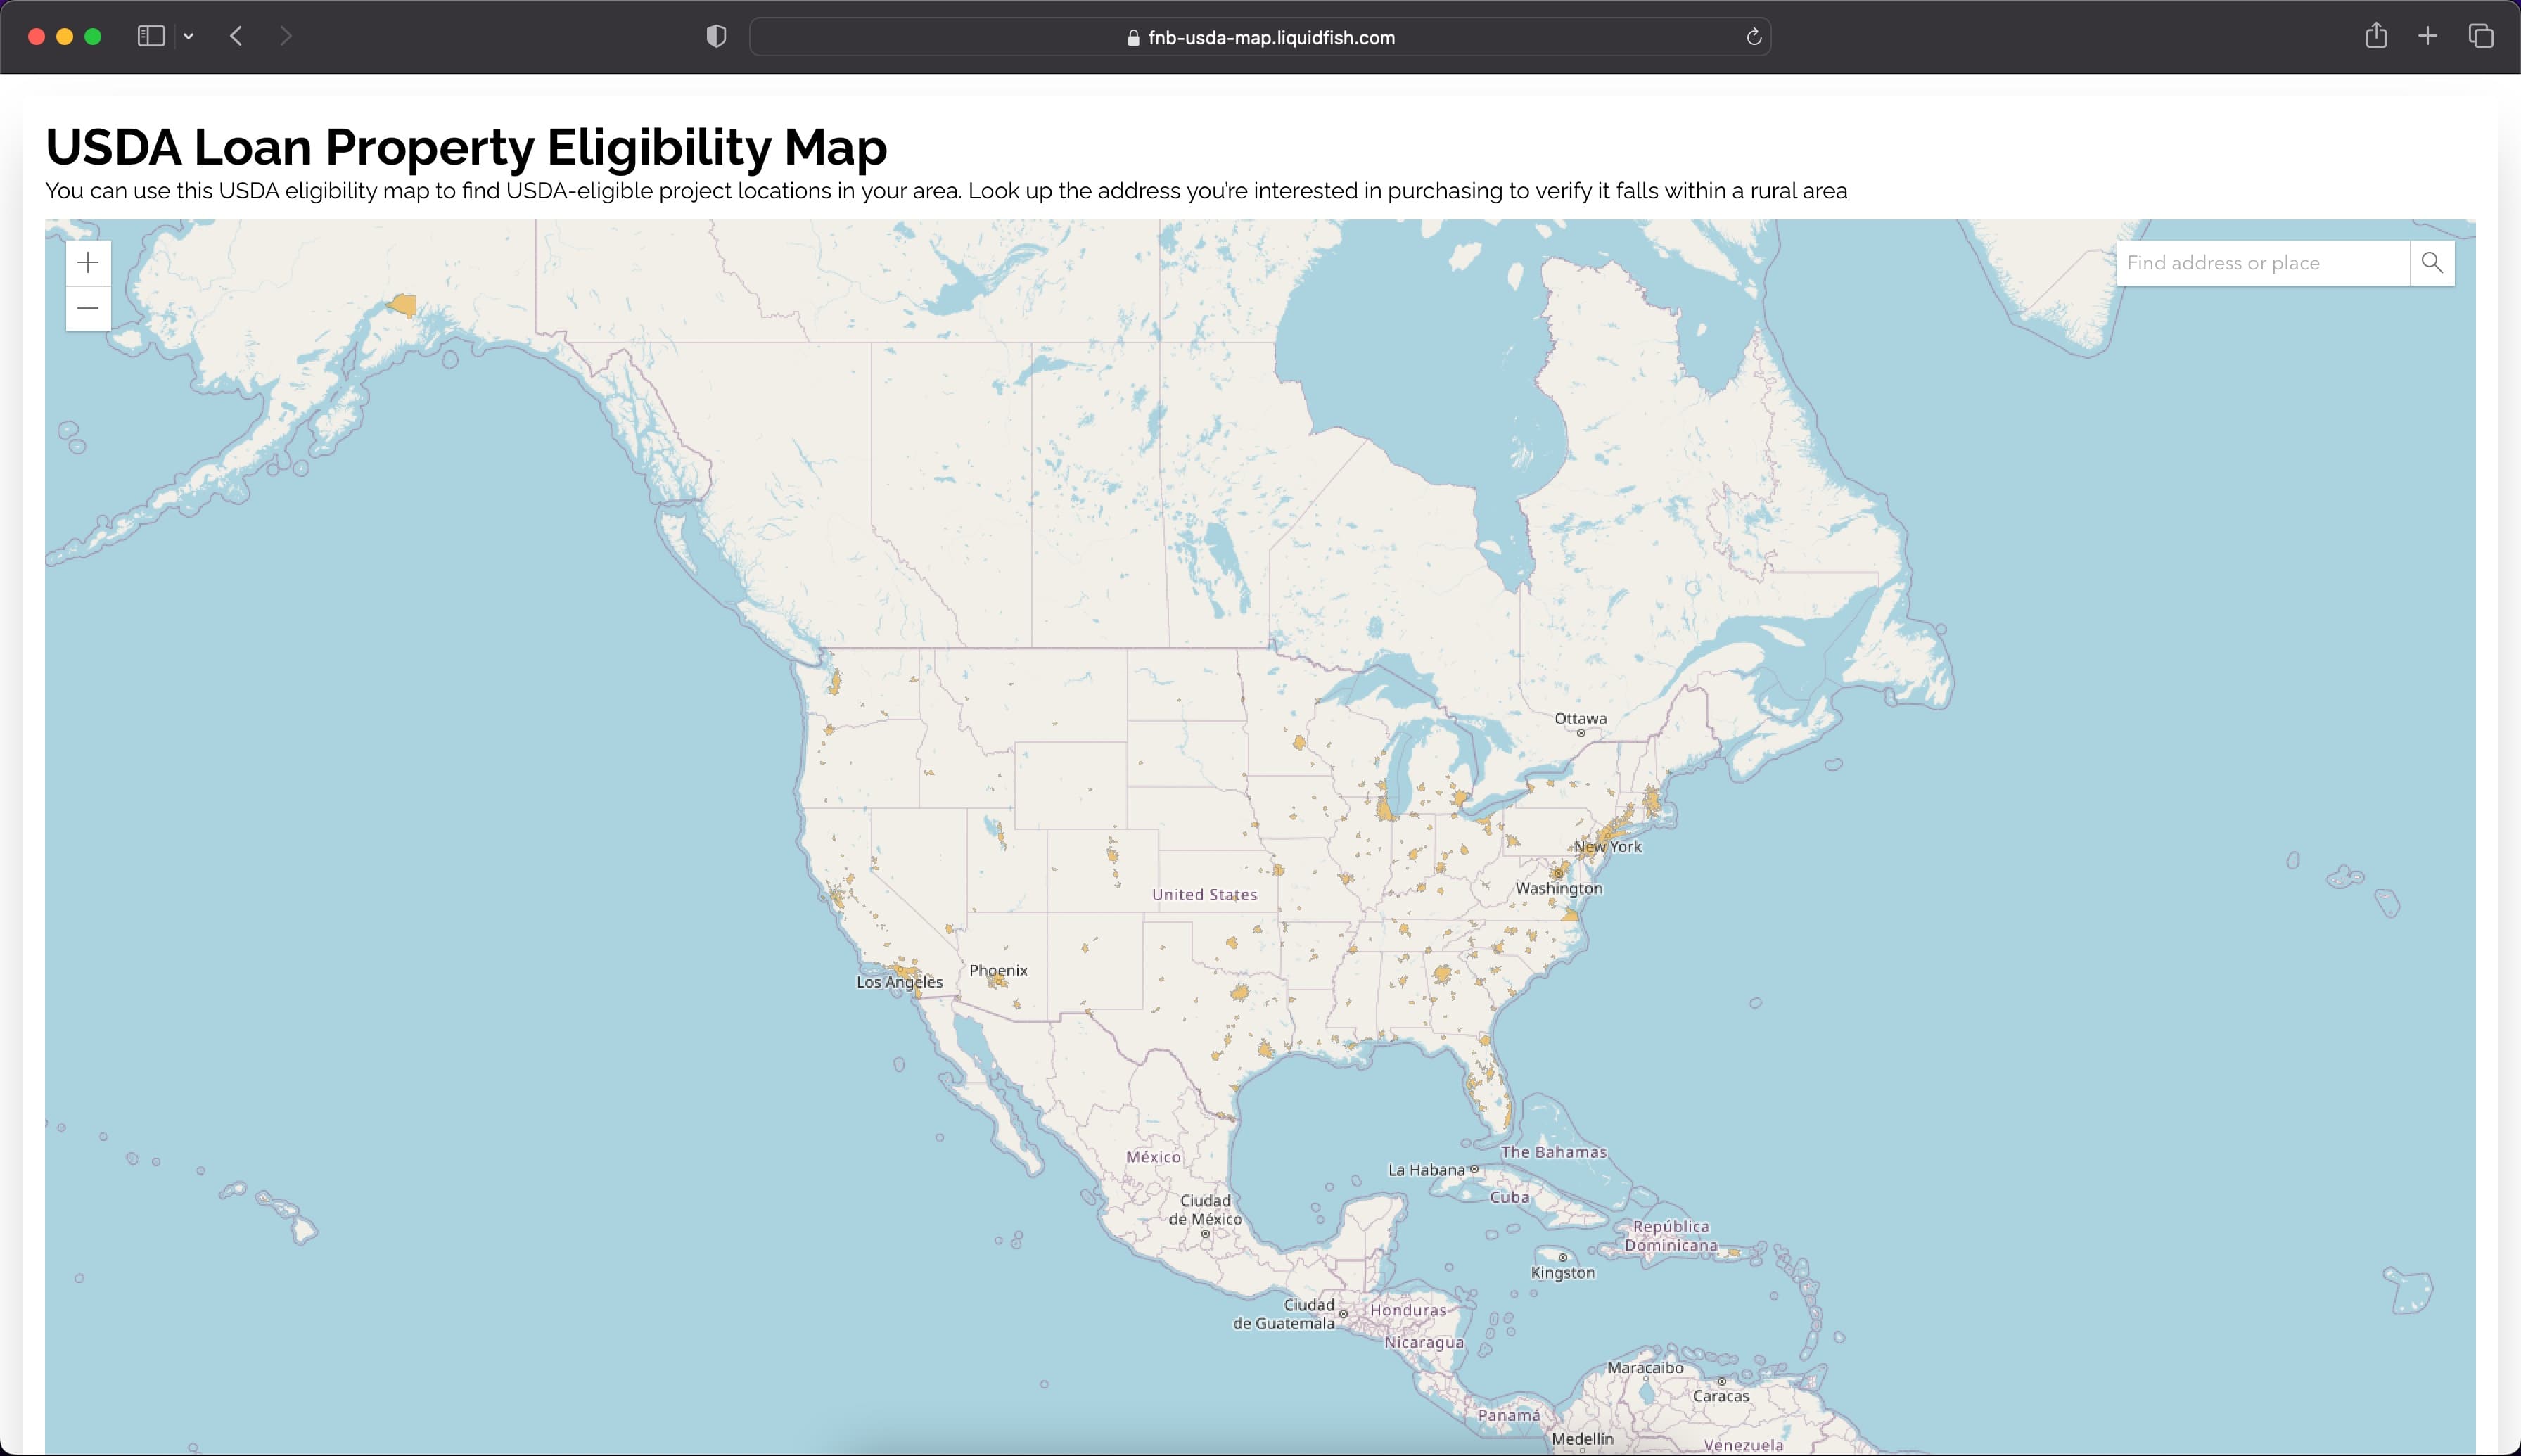 fnb-usda-map.liquidfish.com
USDA Loan Property Eligibility Map
You can use this USDA eligibility map to find USDA-eligible project locations in your area. Look up the address you're interested in purchasing to verify it falls within a rural area
Find address or place
Ottawa
New York
Washington
United States
Los Angeles
Phoenix
México
Ciudad
de México
The Bahamas
La Habana
Cuba
República
Dominicana
Kingston
Ciudad
de Guatemala
Honduras
Nicaragua
Maracaibo
Caracas
Panamá
Medellín
Venezuela